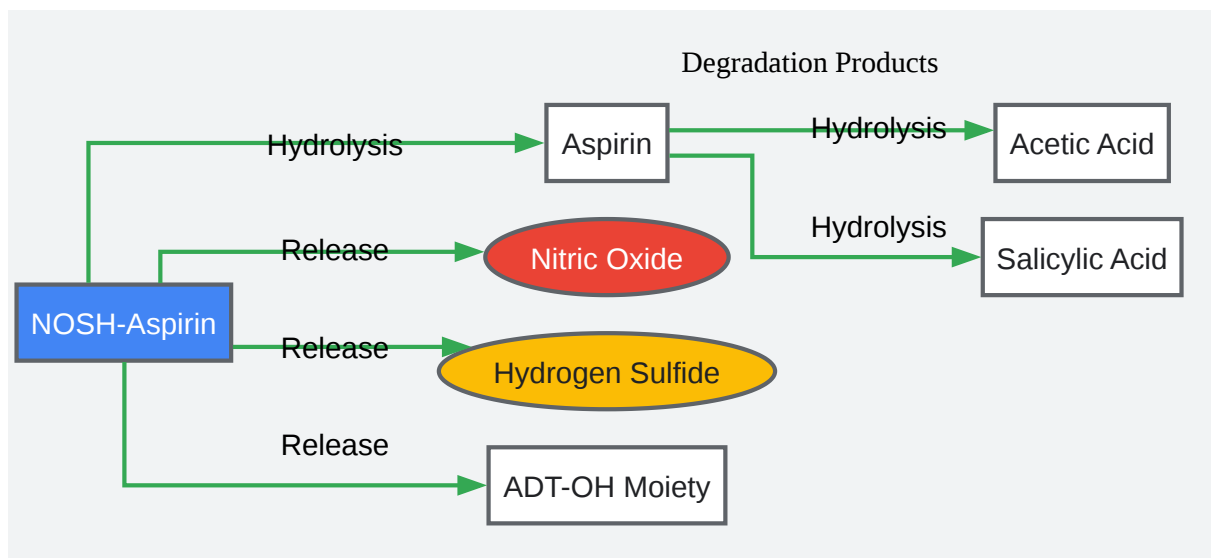 Degradation Products
Hydrolysis
Aspirin
Hydrolysis
Acetic Acid
Release
Nitric Oxide
Hydrolysis
Salicylic Acid
NOSH-Aspirin
Release
Hydrogen Sulfide
Release
ADT-OH Moiety